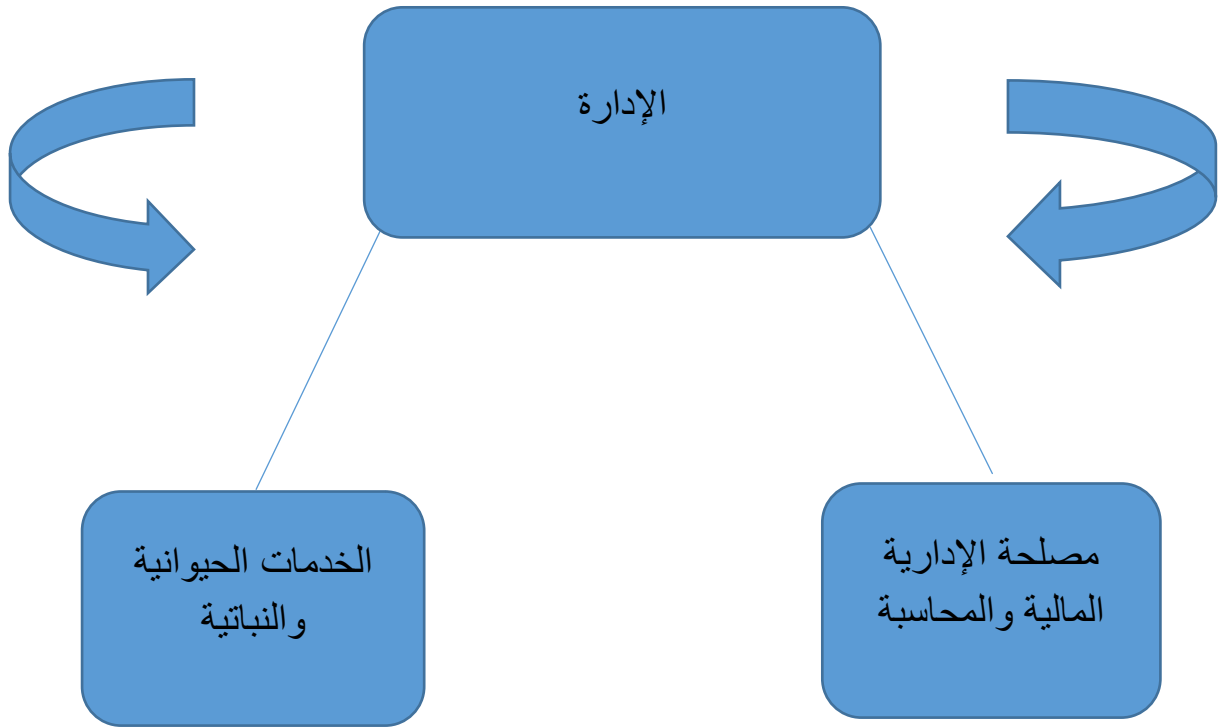 الإدارة
مصلحة الإدارية
المالية والمحاسبة
الخدمات الحيوانية
والنباتية